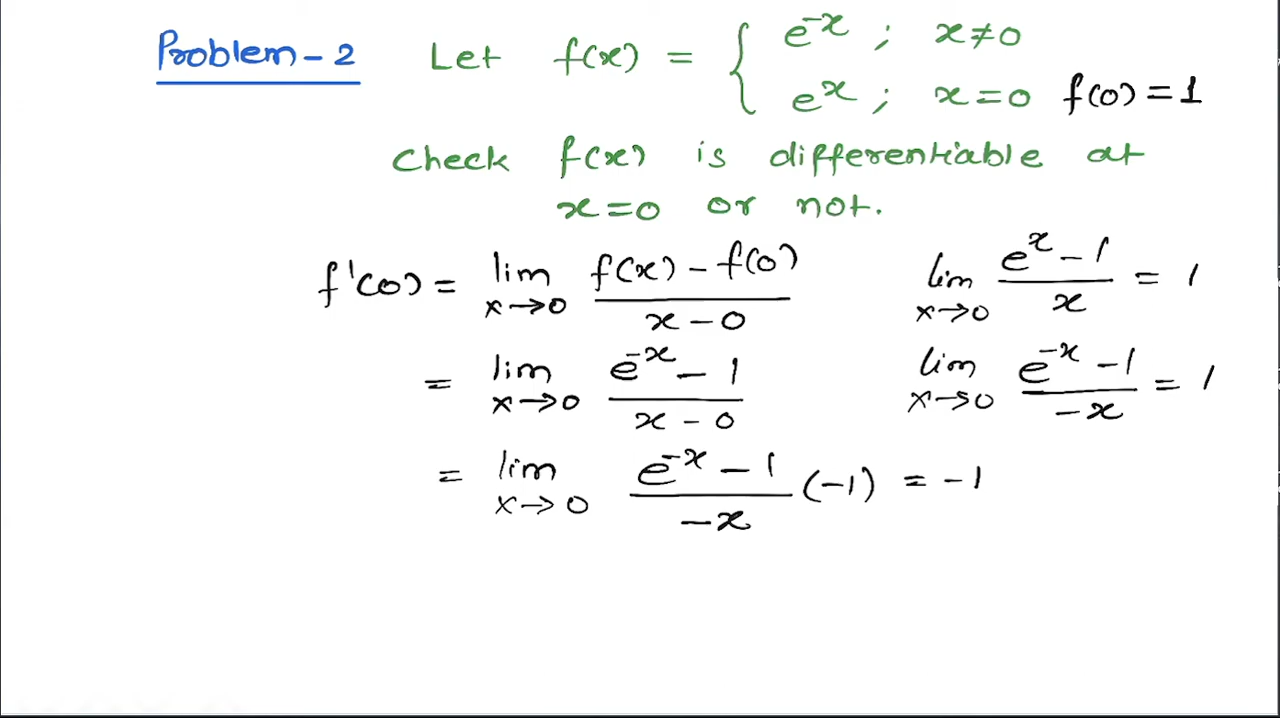 Problem-2 Let f(x) = { e^-x ; x≠0
e^x ; x=0 f(0)=1
Check f(x) is differentiable at
x=0 or not.
f'(0) = lim x→0 (f(x) - f(0))/(x - 0) lim x→0 (e^x - 1)/x = 1
= lim x→0 (e^-x - 1)/(x - 0) lim x→0 (e^-x - 1)/(-x) = 1
= lim x→0 (e^-x - 1)/(-x) (-1) = -1